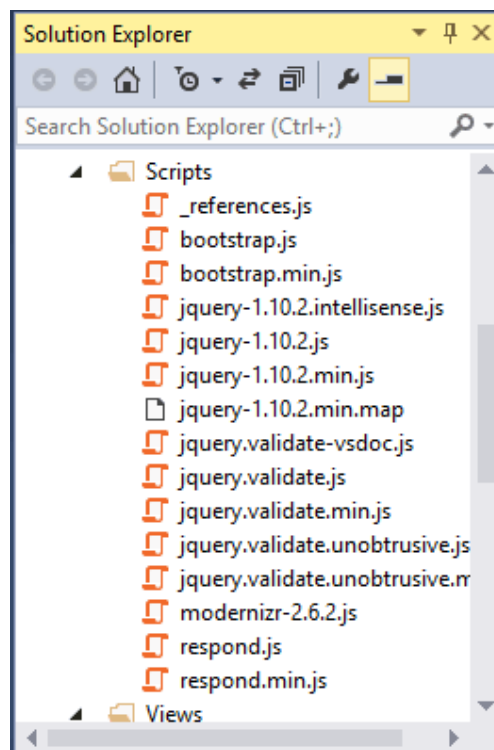 Solution Explorer
Search Solution Explorer (Ctrl+;)
Scripts
_references.js
bootstrap.js
bootstrap.min.js
jquery-1.10.2.intellisense.js
jquery-1.10.2.js
jquery-1.10.2.min.js
jquery-1.10.2.min.map
jquery.validate-vsdoc.js
jquery.validate.js
jquery.validate.min.js
jquery.validate.unobtrusive.js
jquery.validate.unobtrusive.m
modernizr-2.6.2.js
respond.js
respond.min.js
Views